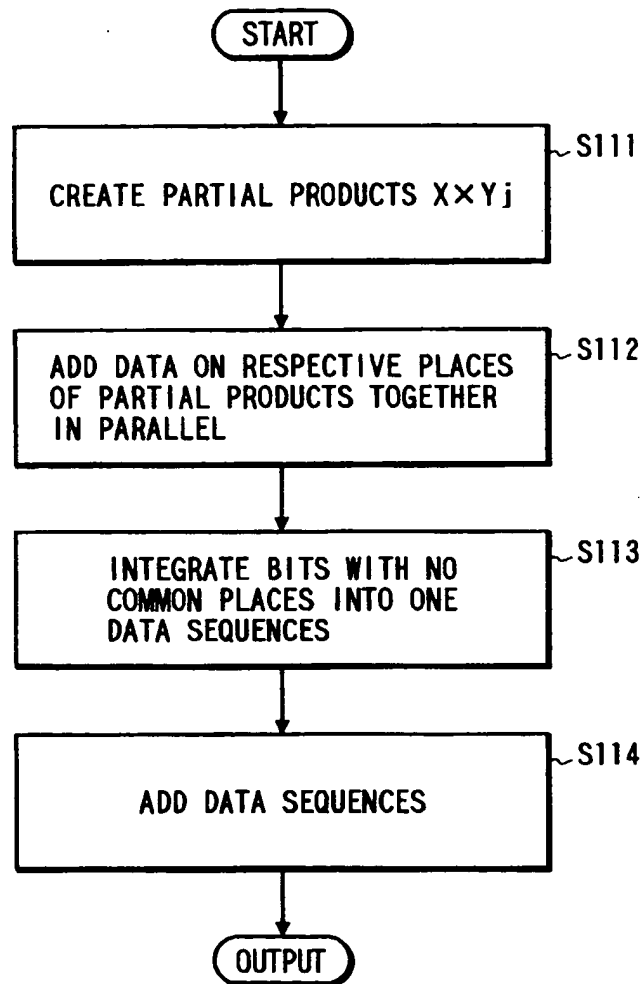 START
S111
CREATE PARTIAL PRODUCTS X×Yj
S112
ADD DATA ON RESPECTIVE PLACES
OF PARTIAL PRODUCTS TOGETHER
IN PARALLEL
S113
INTEGRATE BITS WITH NO
COMMON PLACES INTO ONE
DATA SEQUENCES
S114
ADD DATA SEQUENCES
OUTPUT